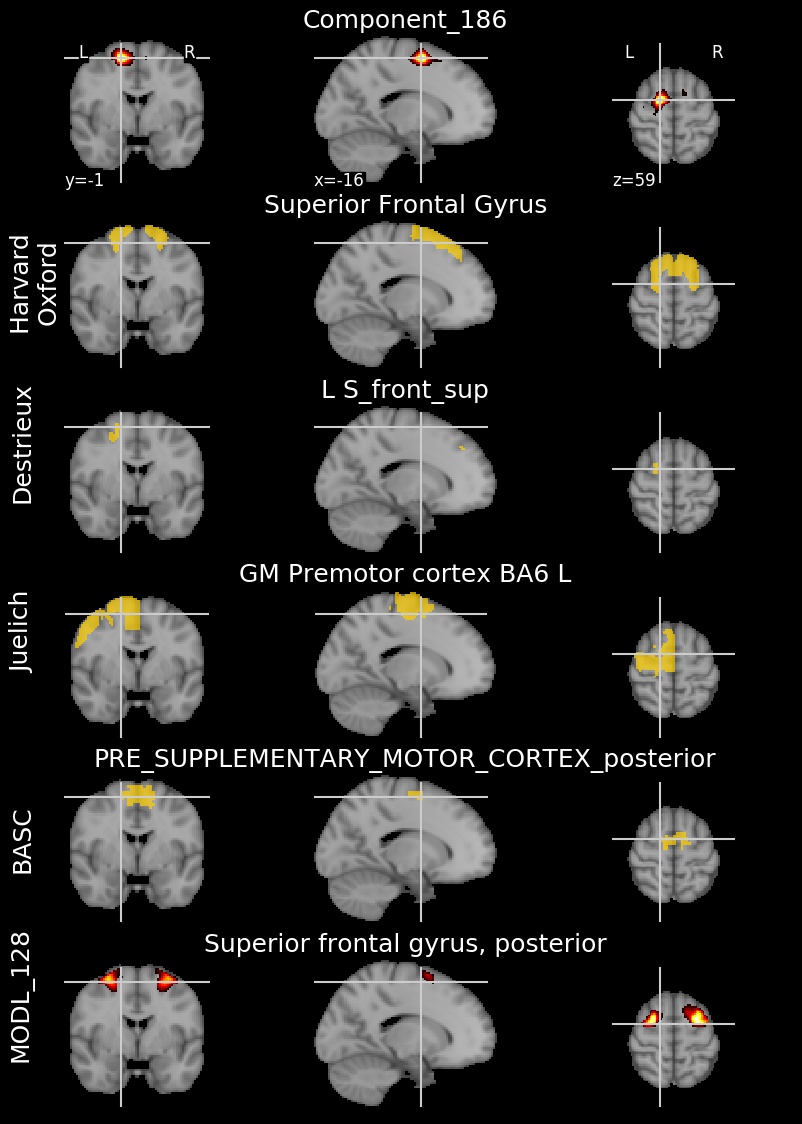 Component_186
L R L R
y=-1 x=-16 z=59
Superior Frontal Gyrus
Harvard
Oxford
L S_front_sup
Destrieux
GM Premotor cortex BA6 L
Juelich
PRE_SUPPLEMENTARY_MOTOR_CORTEX_posterior
BASC
Superior frontal gyrus, posterior
MODL_128